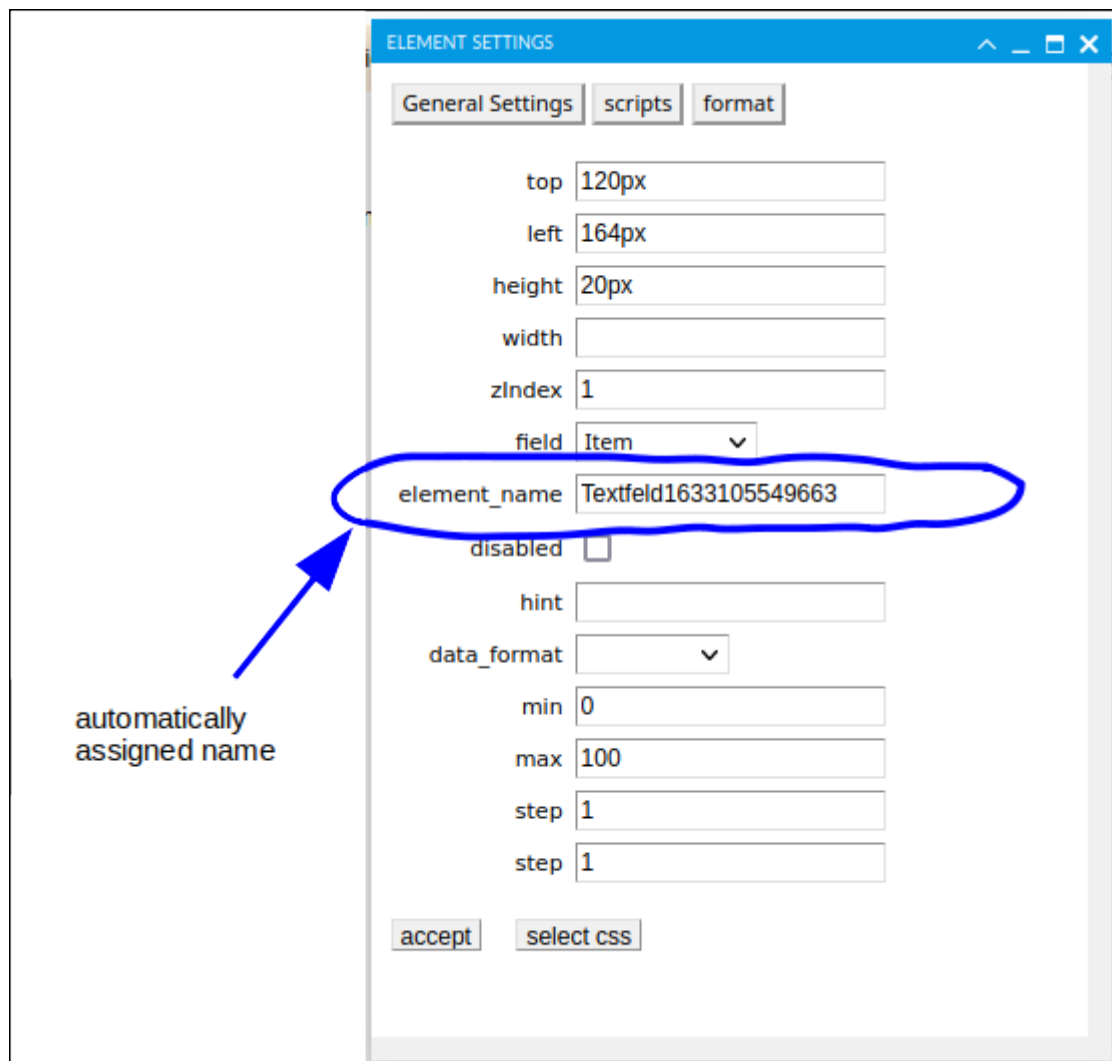 ELEMENT SETTINGS
General Settings scripts format
top 120px
left 164px
height 20px
width
zIndex 1
field Item
element_name Textfeld1633105549663
disabled
hint
data_format
min 0
max 100
step 1
step 1
accept select css
automatically
assigned name